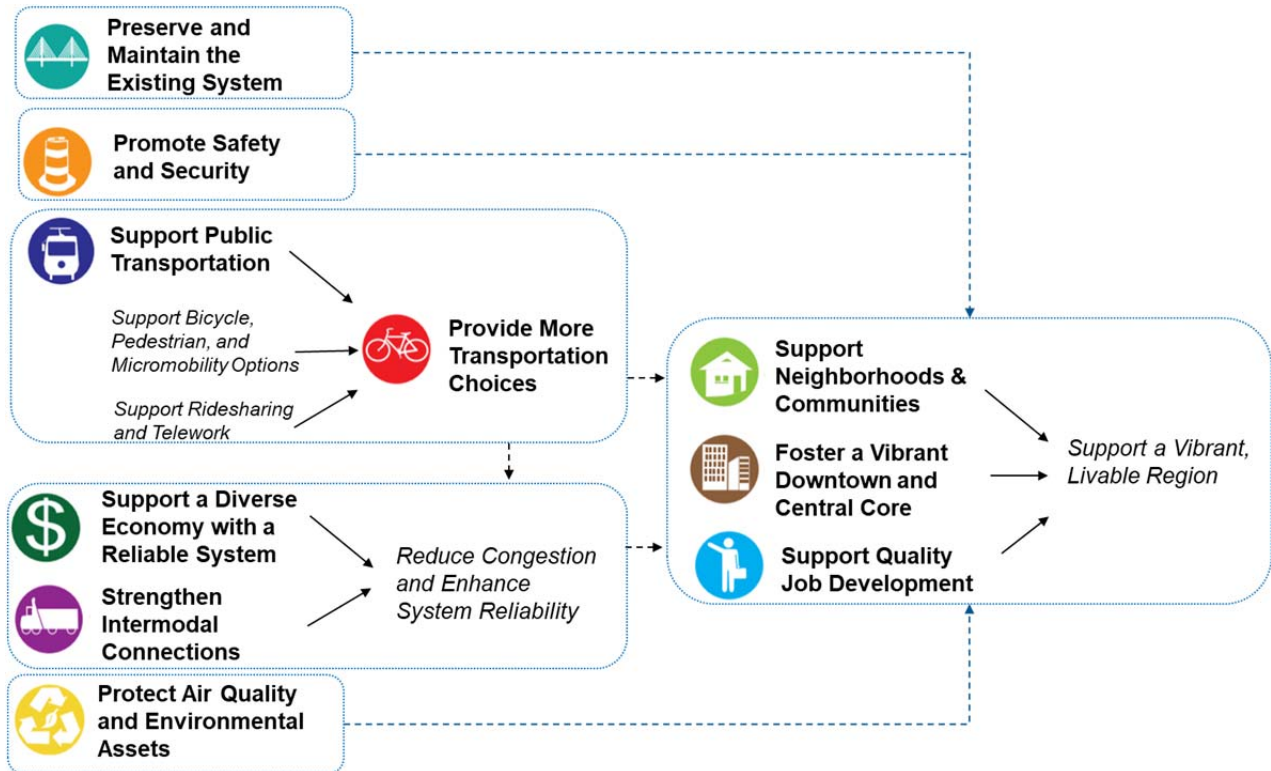 Preserve and
Maintain the
Existing System
Promote Safety
and Security
Support Public
Transportation
Support Bicycle,
Pedestrian, and
Micromobility Options
Support Ridesharing
and Telework
Provide More
Transportation
Choices
Support a Diverse
Economy with a
Reliable System
Strengthen
Intermodal
Connections
Reduce Congestion
and Enhance
System Reliability
Protect Air Quality
and Environmental
Assets
Support
Neighborhoods &
Communities
Foster a Vibrant
Downtown and
Central Core
Support Quality
Job Development
Support a Vibrant,
Livable Region